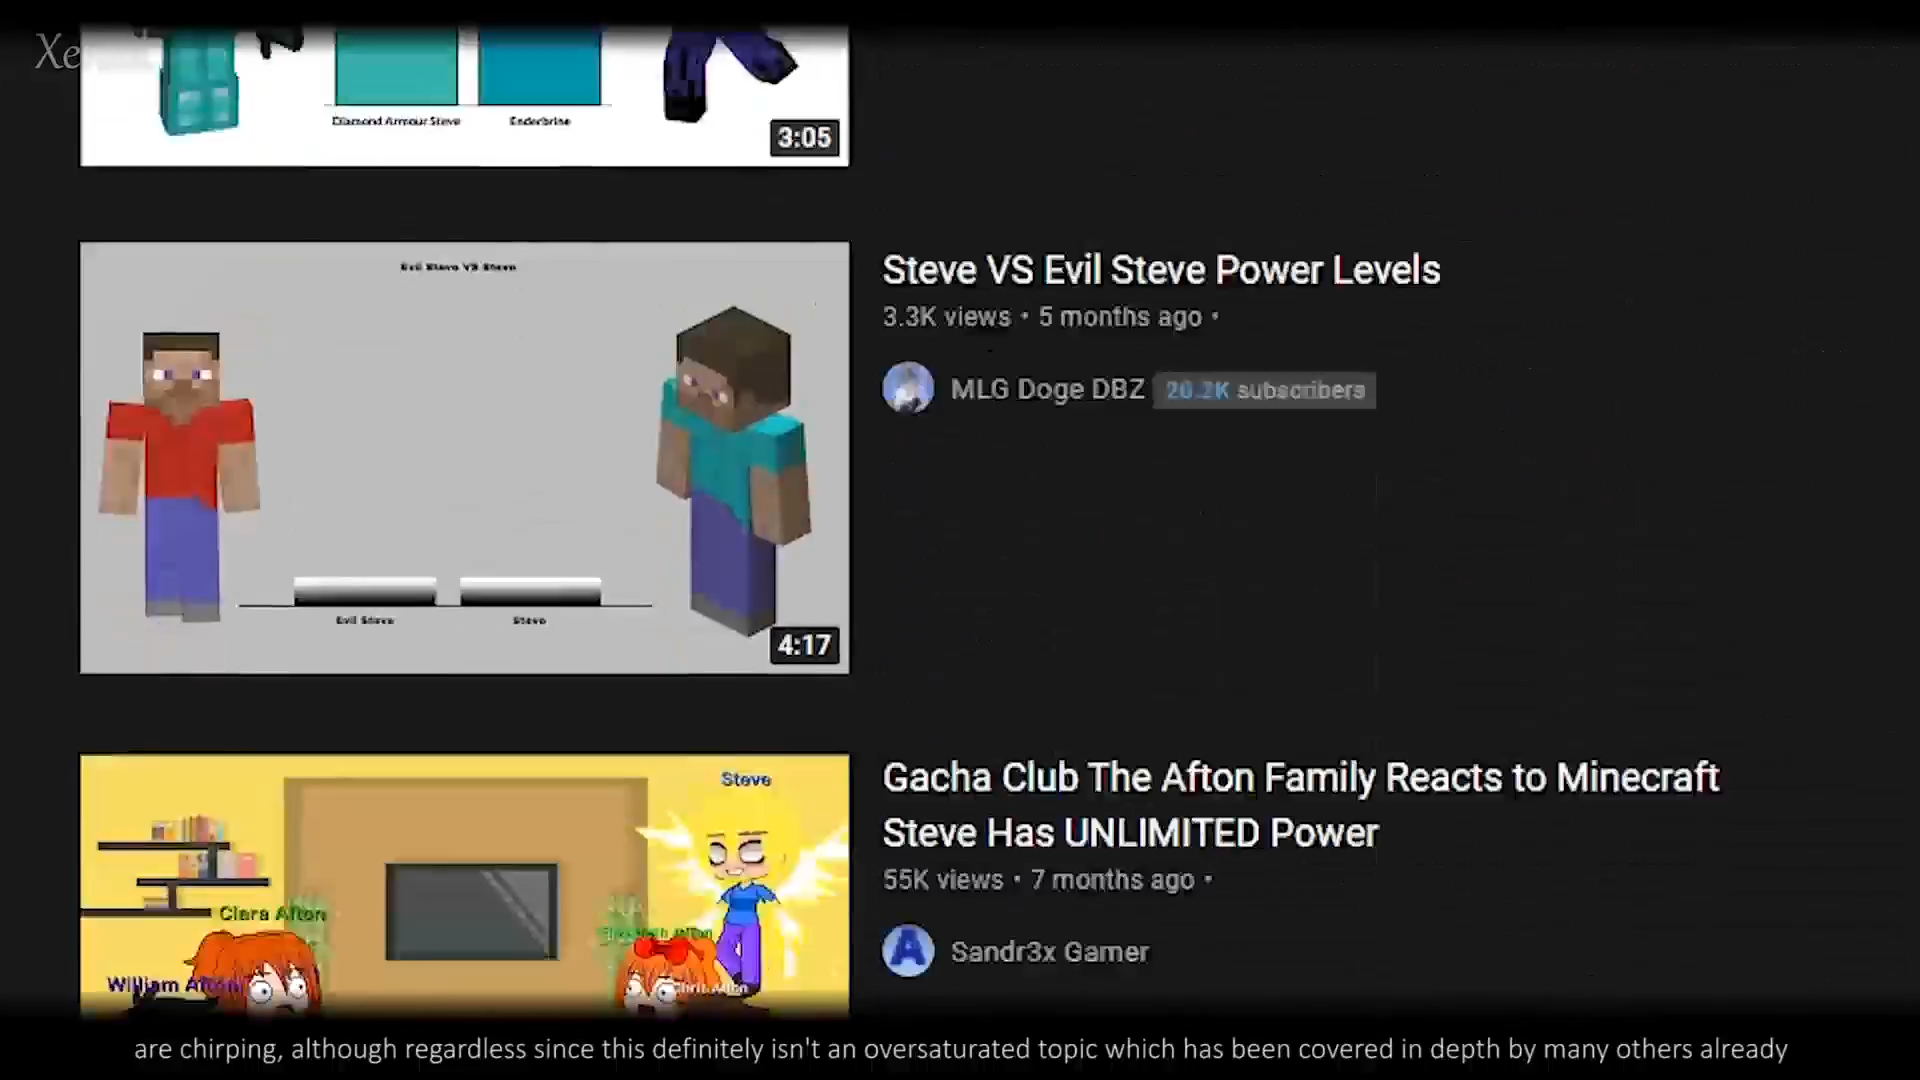 Diamond Armour Steve
Enderbrine
3:05
Evil Steve VS Steve
Evil Steve
Steve
4:17
Steve VS Evil Steve Power Levels
3.3K views • 5 months ago •
MLG Doge DBZ 20.2K subscribers
Steve
Clara Afton
William Afton
Elizabeth Afton
Chris Afton
Gacha Club The Afton Family Reacts to Minecraft
Steve Has UNLIMITED Power
55K views • 7 months ago •
A Sandr3x Gamer
are chirping, although regardless since this definitely isn't an oversaturated topic which has been covered in depth by many others already